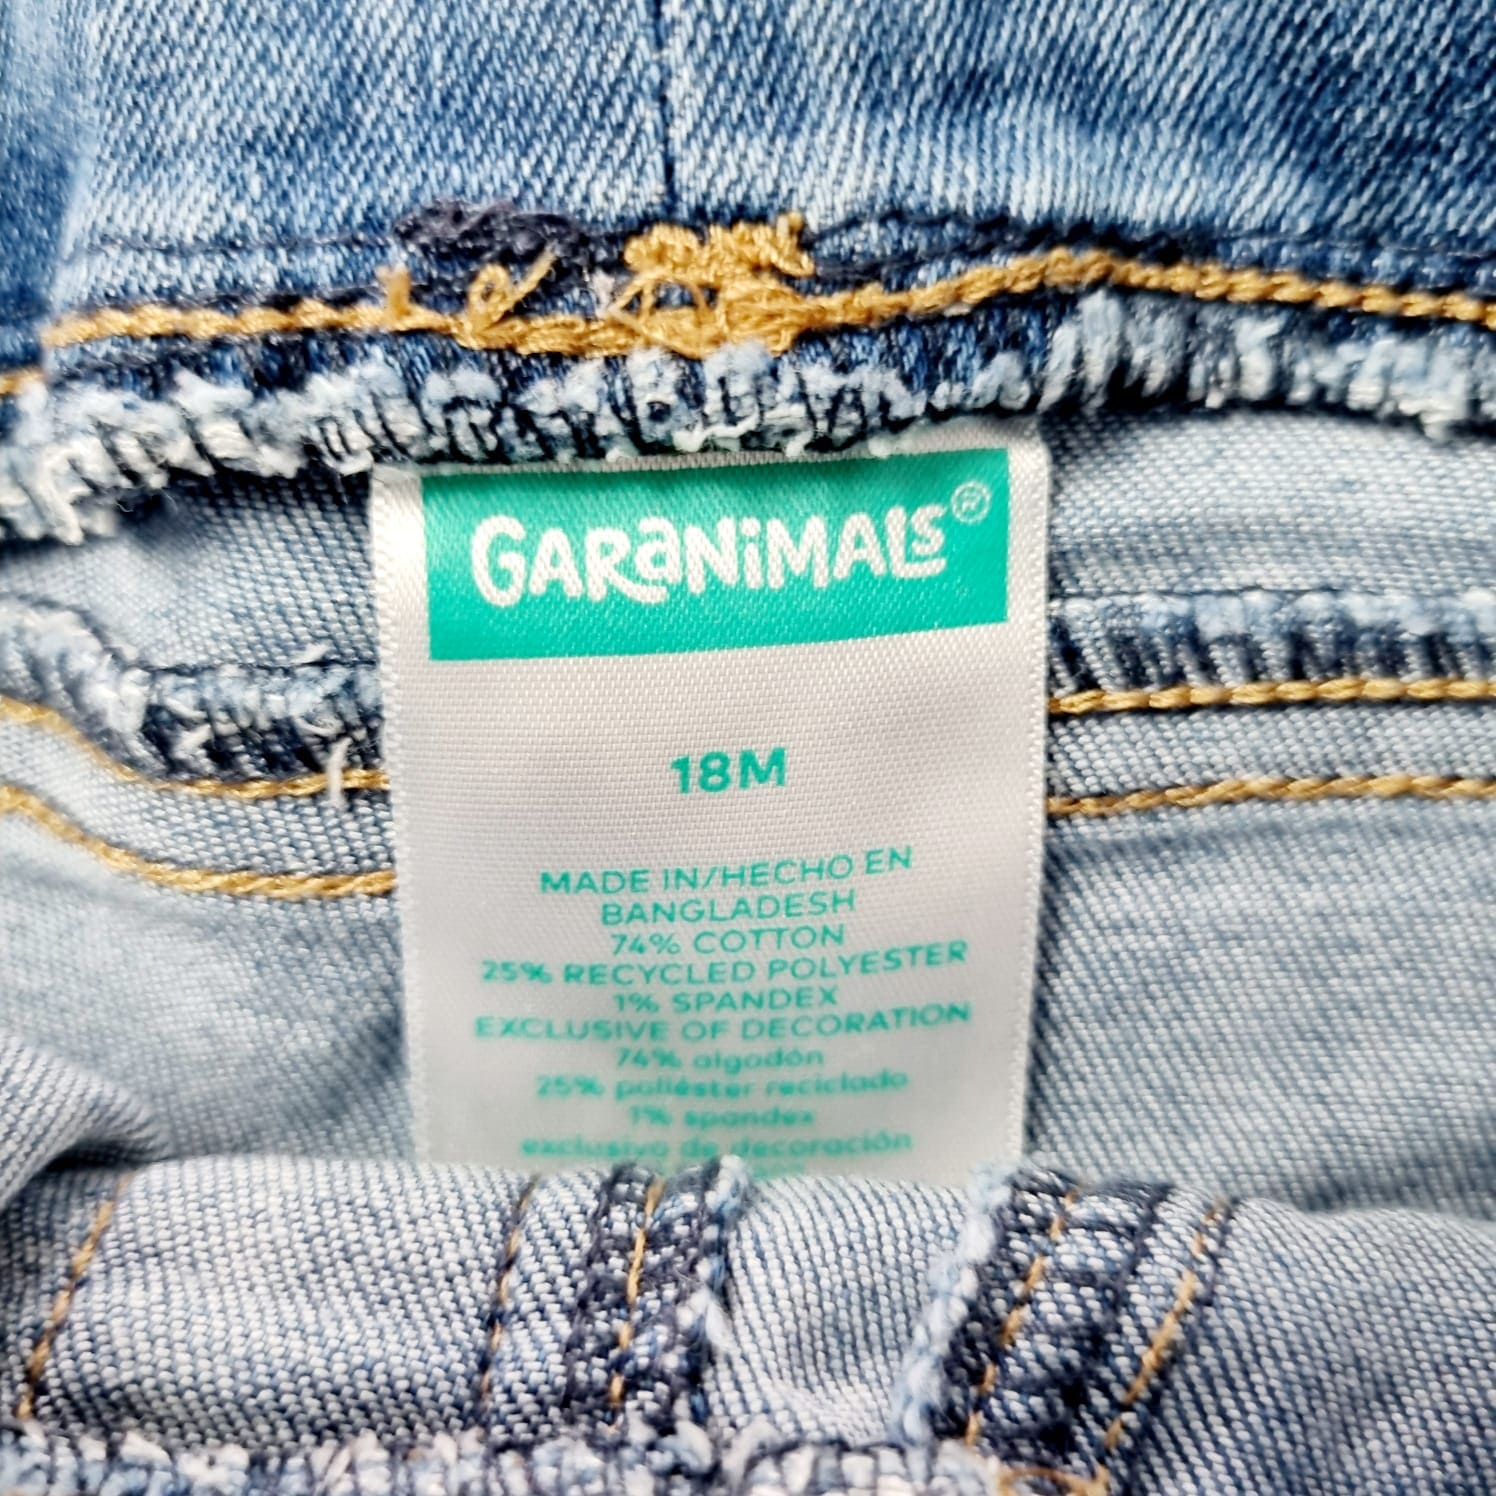 GARaNiMALS®
18M
MADE IN/HECHO EN
BANGLADESH
74% COTTON
25% RECYCLED POLYESTER
1% SPANDEX
EXCLUSIVE OF DECORATION
74% algodón
25% poliéster reciclado
1% spandex
exclusivo de decoración